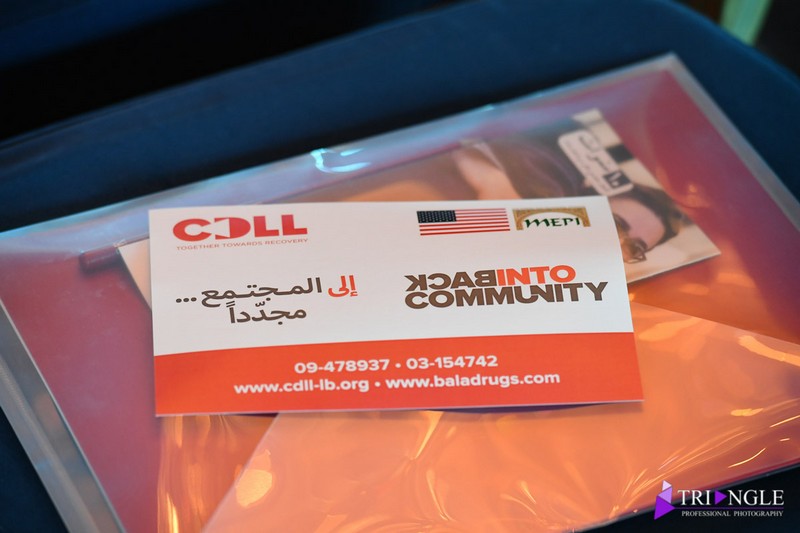 CDLL
TOGETHER TOWARDS RECOVERY
MEPI
إلى المجتمع ...
مجدّداً
BACK INTO
COMMUNITY
09-478937 • 03-154742
www.cdll-lb.org • www.baladrugs.com
TRIANGLE
PROFESSIONAL PHOTOGRAPHY